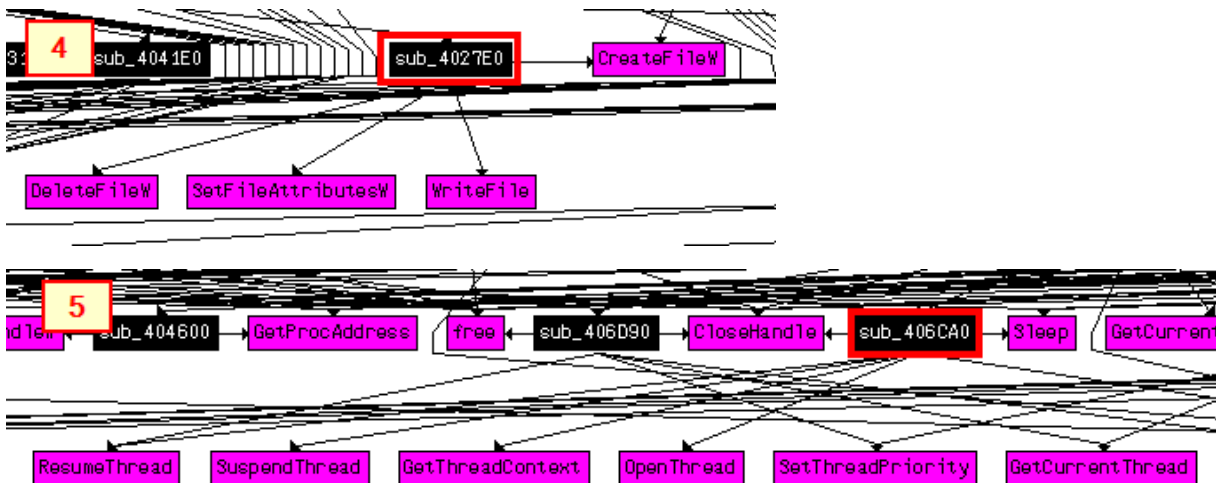 4
sub_4041E0
sub_4027E0
CreateFileW
DeleteFileW
SetFileAttributesW
WriteFile
5
sub_404600
GetProcAddress
free
sub_406D90
CloseHandle
sub_406CA0
Sleep
GetCurrent
ResumeThread
SuspendThread
GetThreadContext
OpenThread
SetThreadPriority
GetCurrentThread